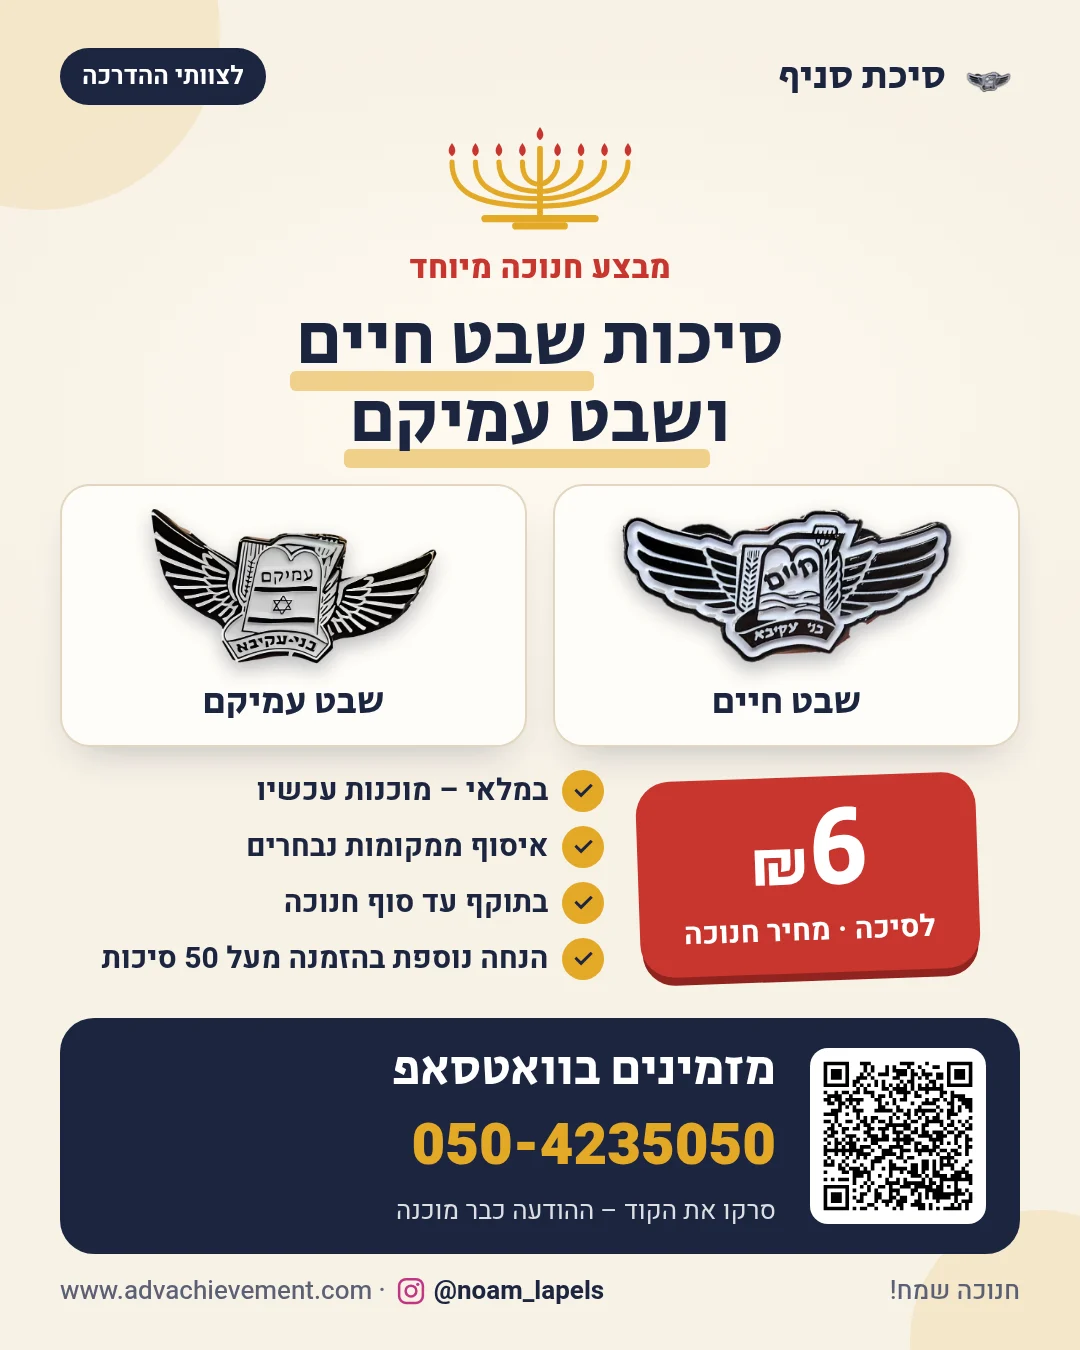 סיכת סניף
לצוותי ההדרכה
מבצע חנוכה מיוחד
סיכות שבט חיים
ושבט עמיקם
חיים
בני עקיבא
שבט חיים
עמיקם
בני-עקיבא
שבט עמיקם
6₪
לסיכה · מחיר חנוכה
במלאי – מוכנות עכשיו
איסוף ממקומות נבחרים
בתוקף עד סוף חנוכה
הנחה נוספת בהזמנה מעל 50 סיכות
מזמינים בוואטסאפ
050-4235050
סרקו את הקוד – ההודעה כבר מוכנה
חנוכה שמח!
www.advachievement.com · @noam_lapels